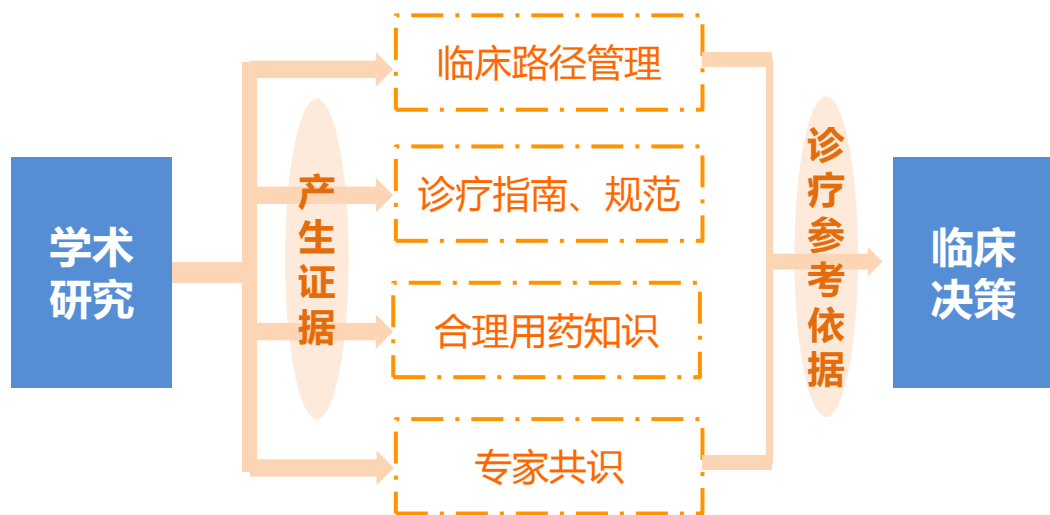 学术
研究
产生证据
临床路径管理
诊疗指南、规范
合理用药知识
专家共识
诊疗参考依据
临床
决策